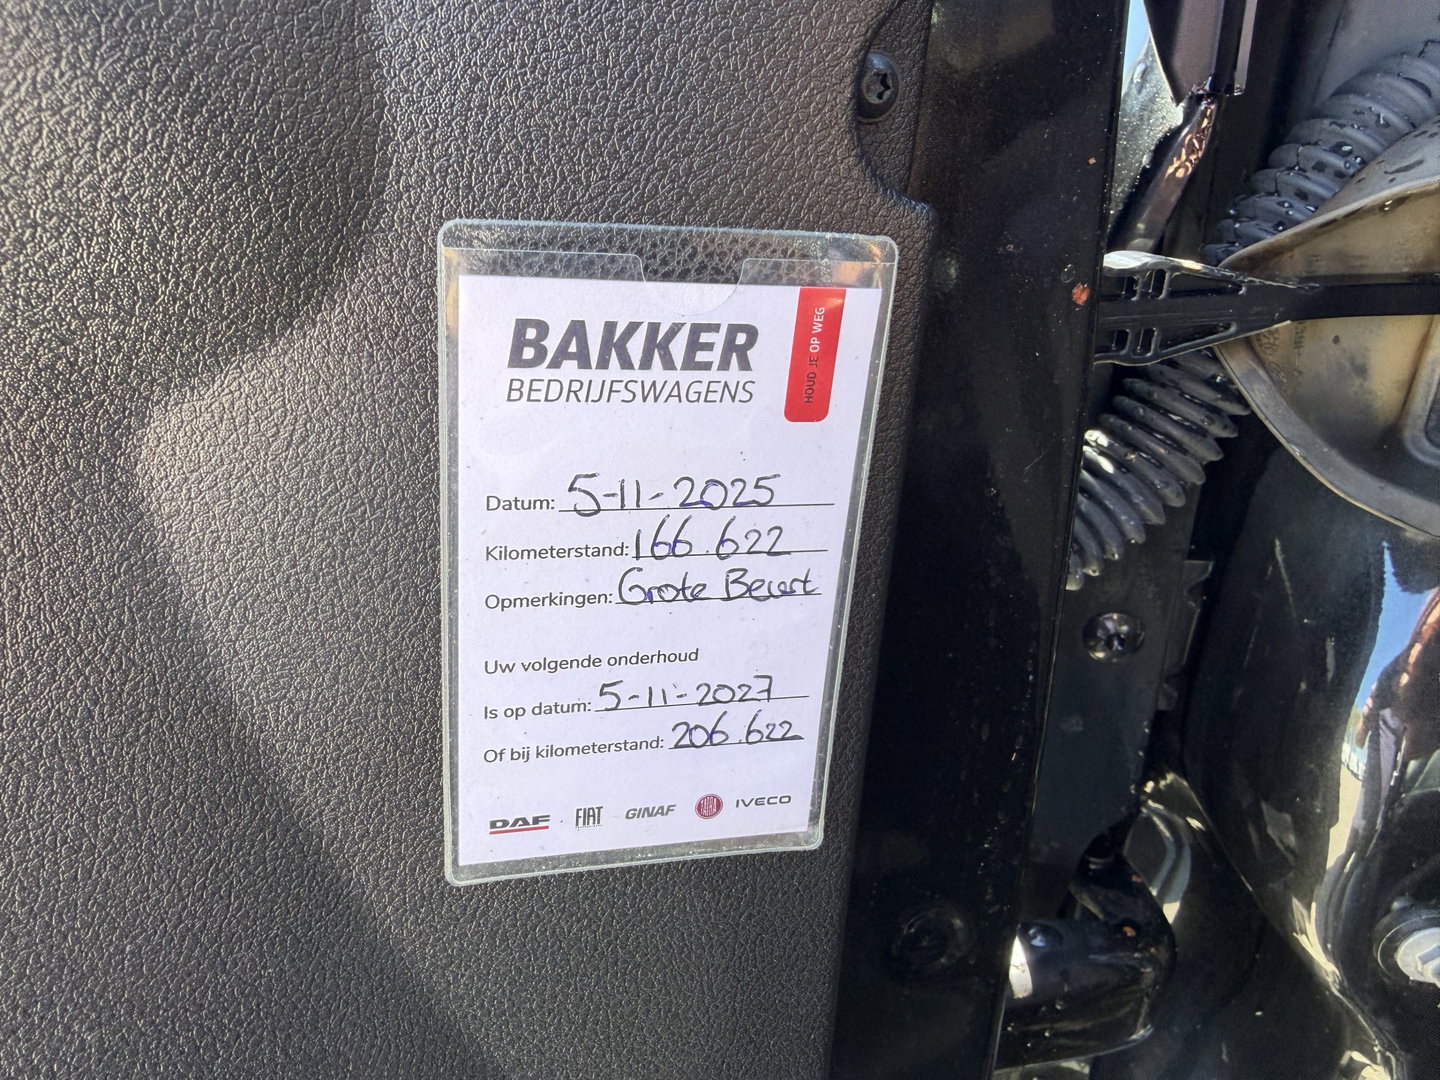 BAKKER
BEDRIJFSWAGENS
HOUD JE OP WEG
Datum: 5-11-2025
Kilometerstand: 166.622
Opmerkingen: Grote Beurt
Uw volgende onderhoud
Is op datum: 5-11-2027
Of bij kilometerstand: 206.622
DAF FIAT GINAF TATRA IVECO